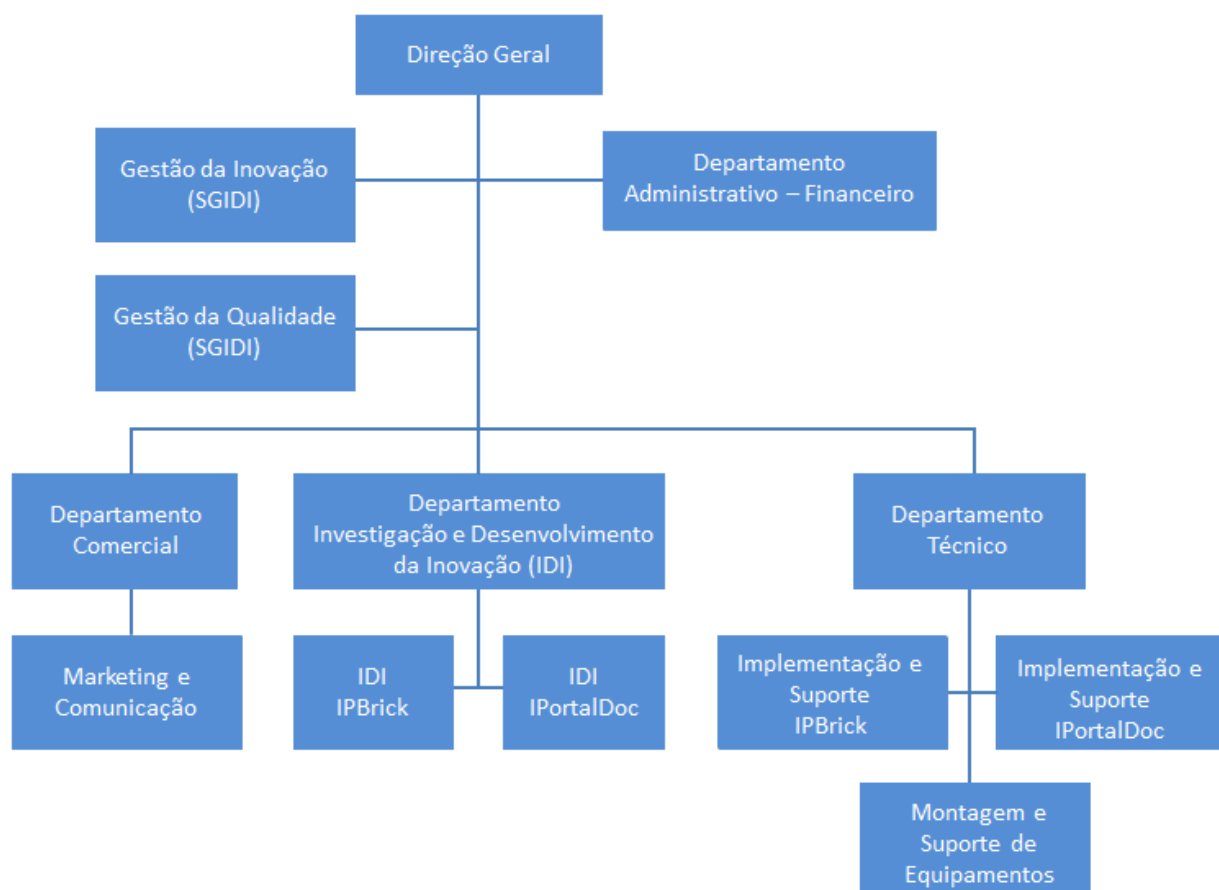 Direção Geral
Gestão da Inovação
(SGIDI)
Departamento
Administrativo – Financeiro
Gestão da Qualidade
(SGIDI)
Departamento
Comercial
Departamento
Investigação e Desenvolvimento
da Inovação (IDI)
Departamento
Técnico
Marketing e
Comunicação
IDI
IPBrick
IDI
IPortalDoc
Implementação e
Suporte
IPBrick
Implementação e
Suporte
IPortalDoc
Montagem e
Suporte de
Equipamentos